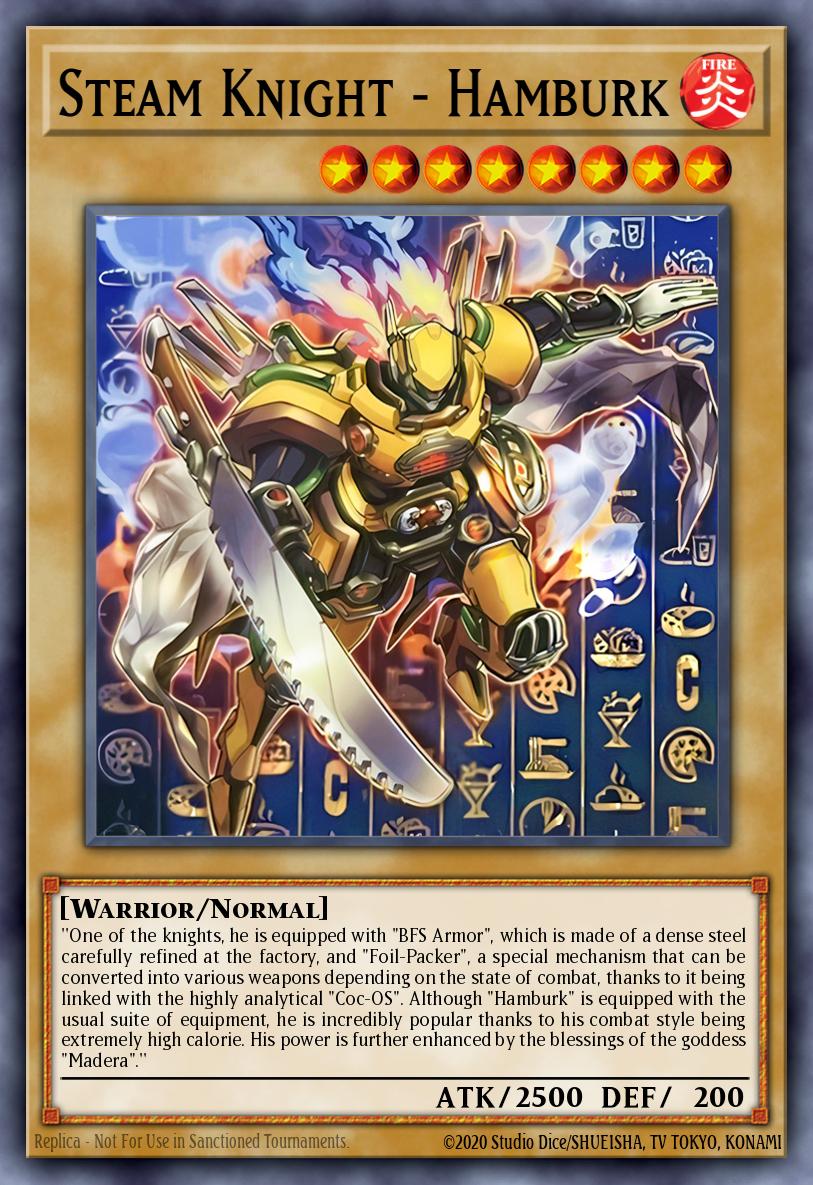 Steam Knight - Hamburk
FIRE
炎
[Warrior/Normal]
"One of the knights, he is equipped with "BFS Armor", which is made of a dense steel
carefully refined at the factory, and "Foil-Packer", a special mechanism that can be
converted into various weapons depending on the state of combat, thanks to it being
linked with the highly analytical "Coc-OS". Although "Hamburk" is equipped with the
usual suite of equipment, he is incredibly popular thanks to his combat style being
extremely high calorie. His power is further enhanced by the blessings of the goddess
"Madera"."
ATK/2500 DEF/ 200
Replica - Not For Use in Sanctioned Tournaments.
©2020 Studio Dice/SHUEISHA, TV TOKYO, KONAMI